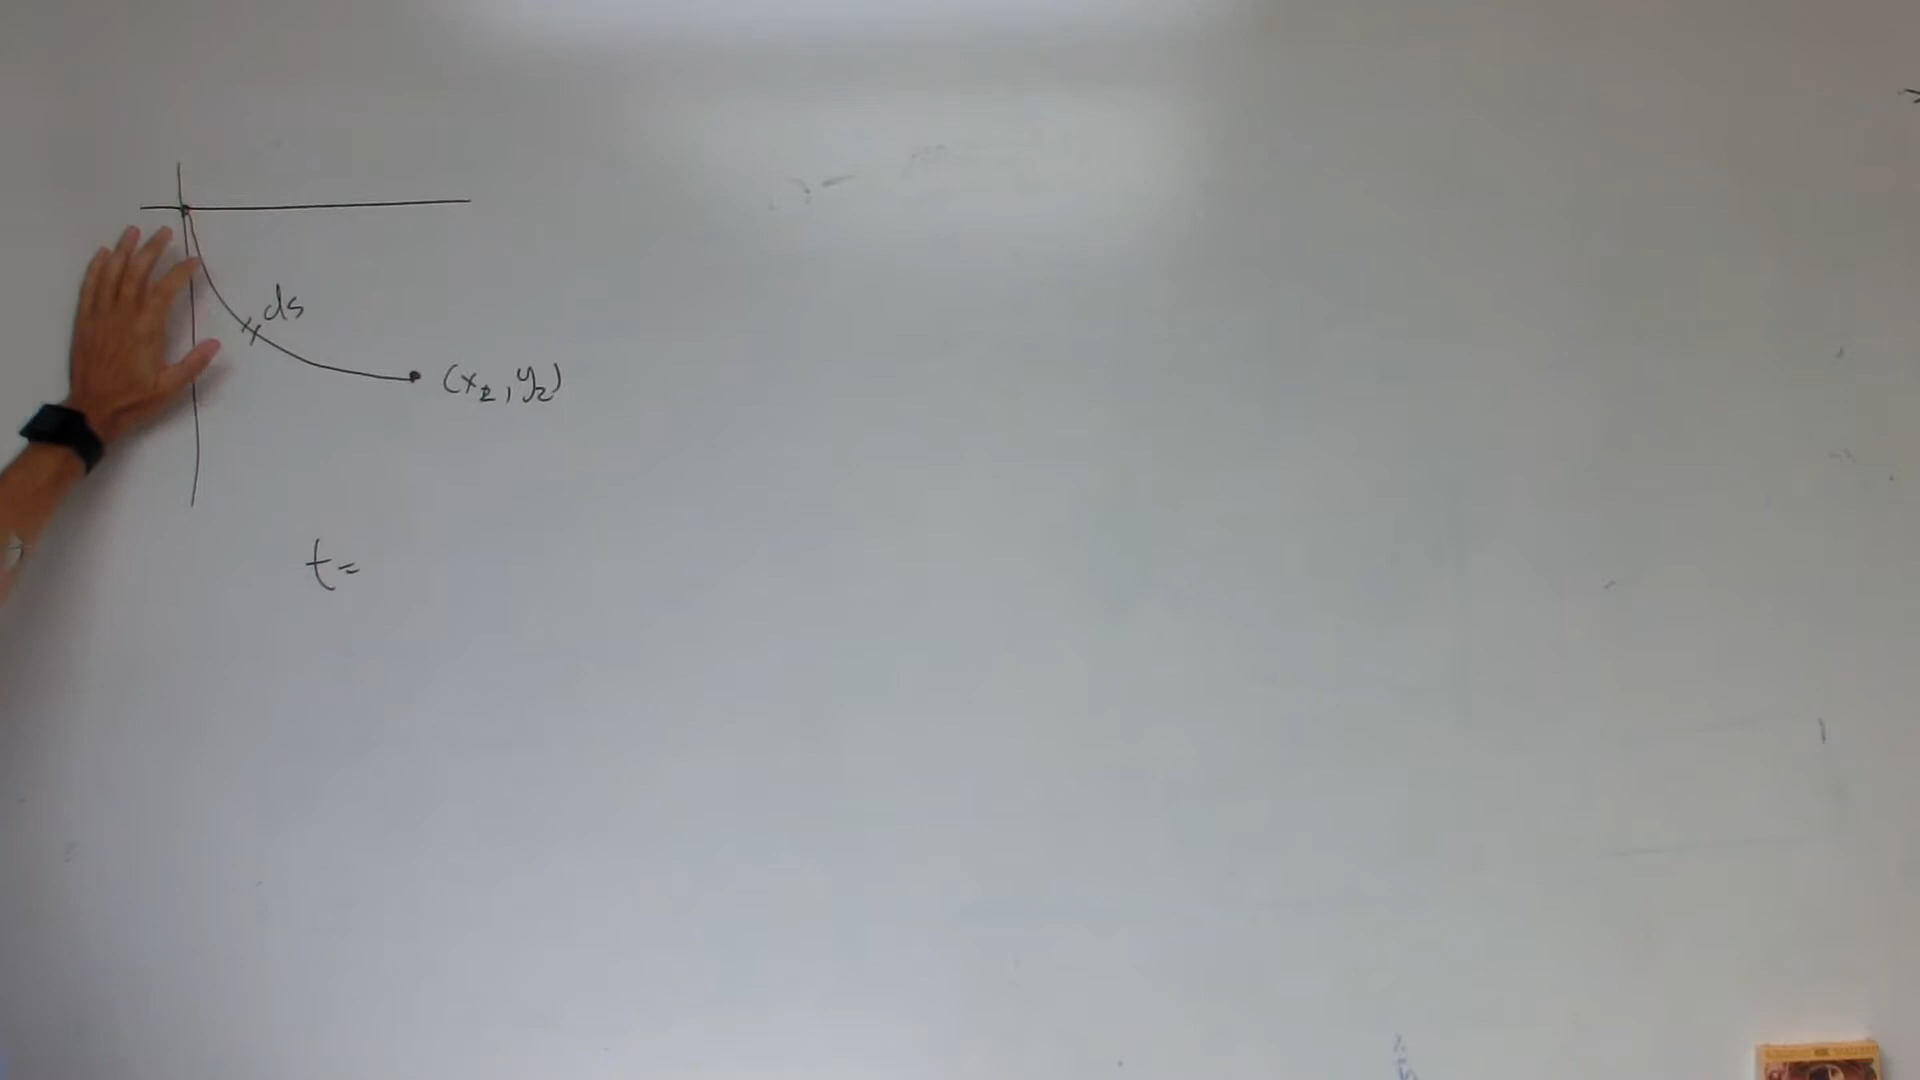 ds
(x₂, y₂)
t=